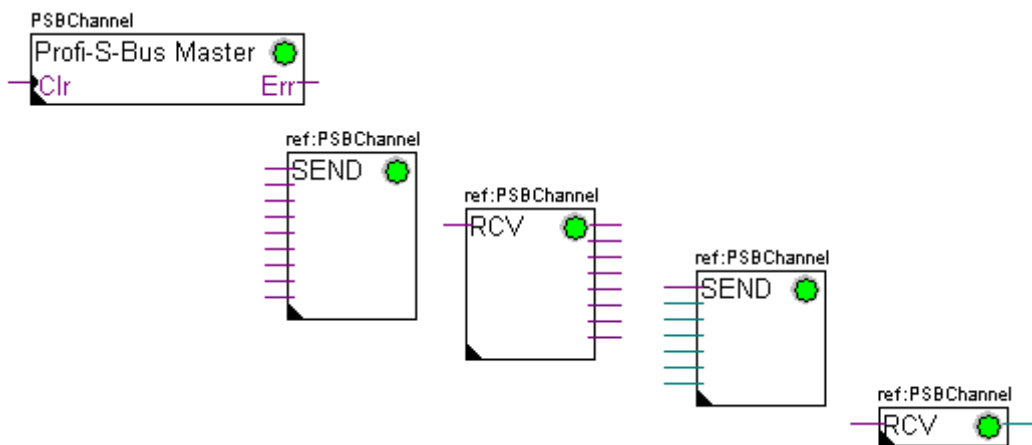 PSBChannel
Profi-S-Bus Master
Clr Err
ref:PSBChannel
SEND
ref:PSBChannel
RCV
ref:PSBChannel
SEND
ref:PSBChannel
RCV